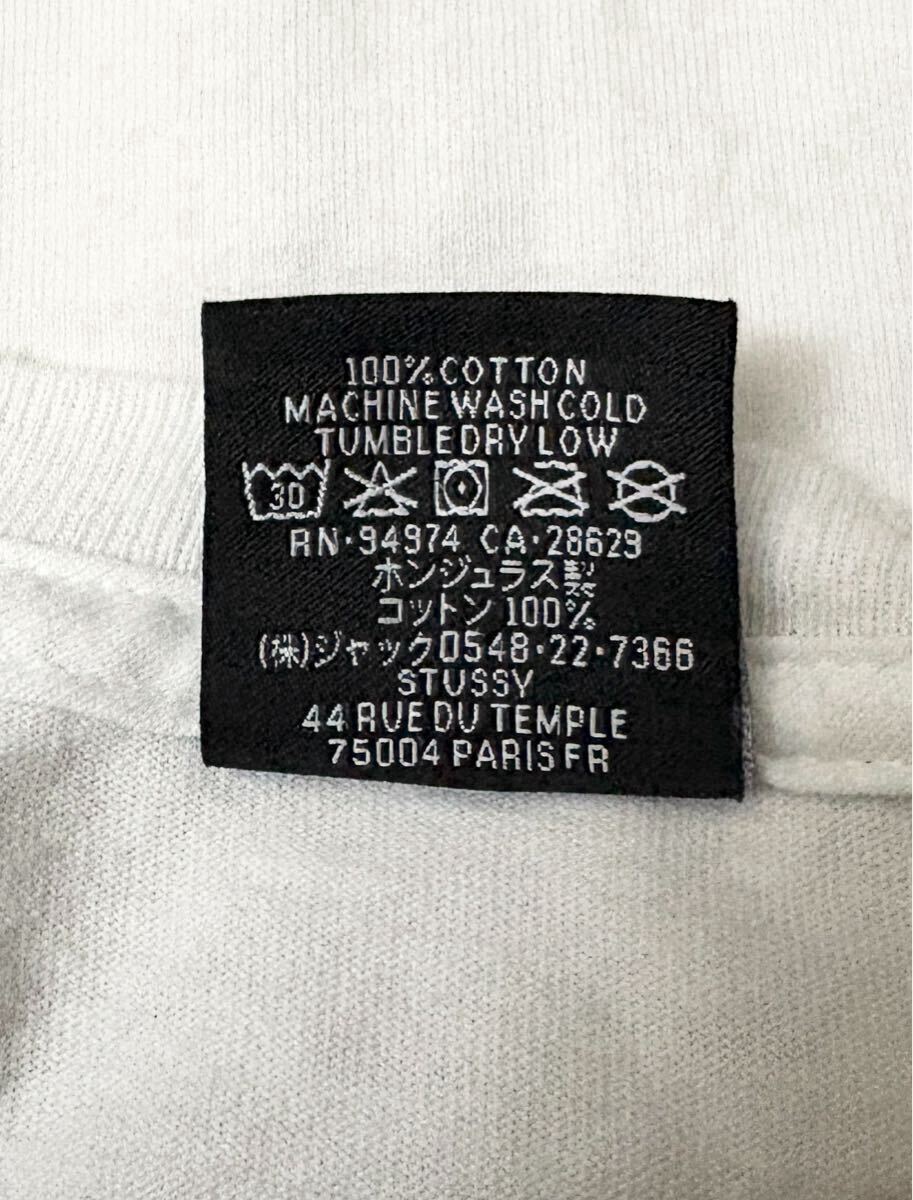 100% COTTON
MACHINE WASH COLD
TUMBLE DRY LOW
30
RN·94974 CA·28629
ホンジュラス製
コットン 100%
(株)ジャック0548·22·7366
STUSSY
44 RUE DU TEMPLE
75004 PARIS FR